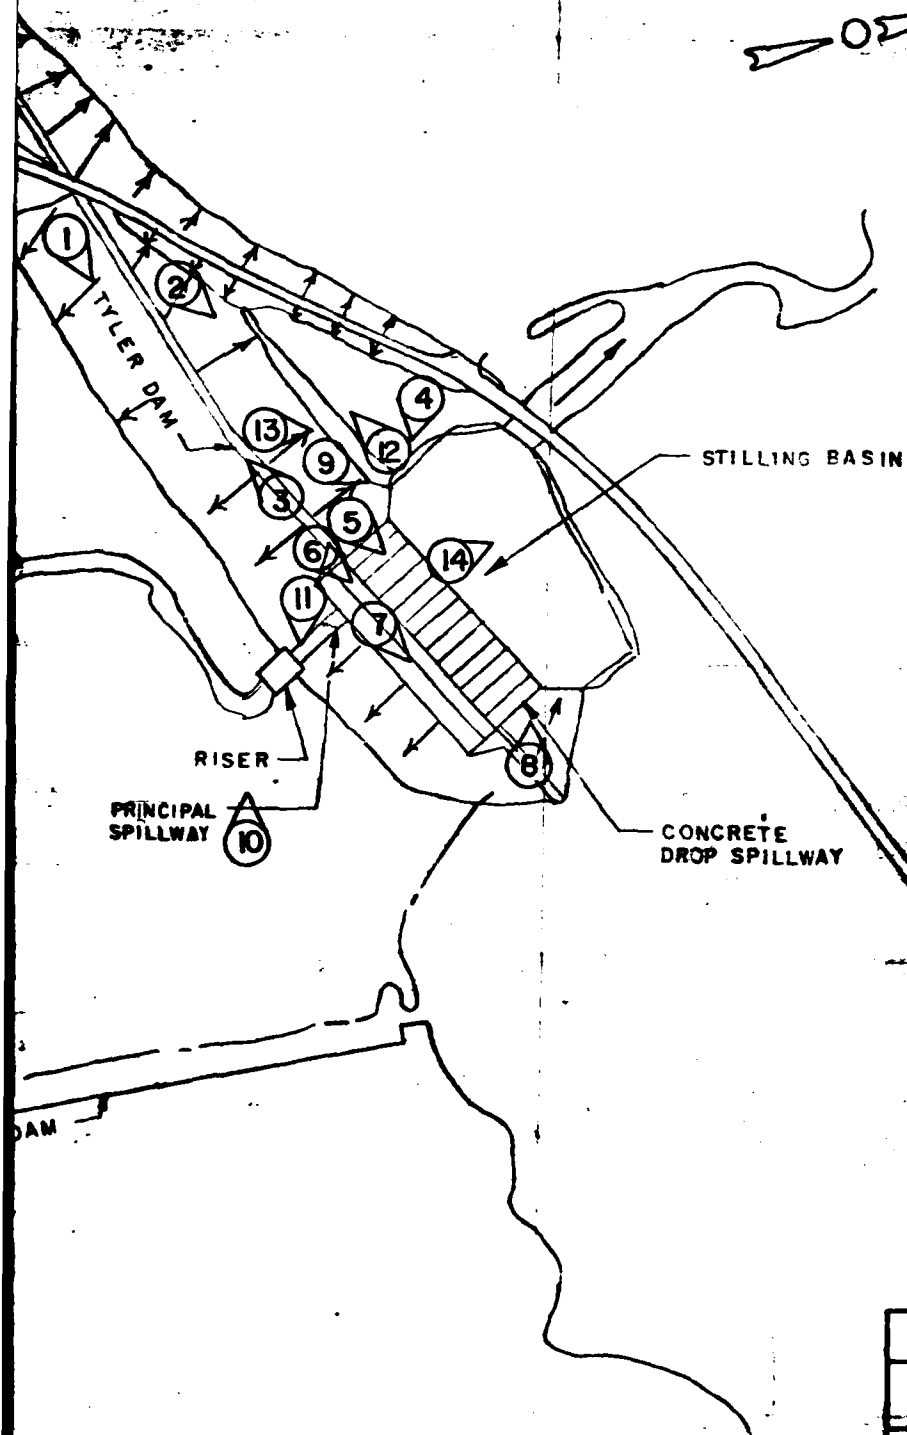 1
2
TYLER DAM
4
13
9
12
3
STILLING BASIN
5
6
14
11
7
RISER
8
PRINCIPAL
SPILLWAY
10
CONCRETE
DROP SPILLWAY
DAM